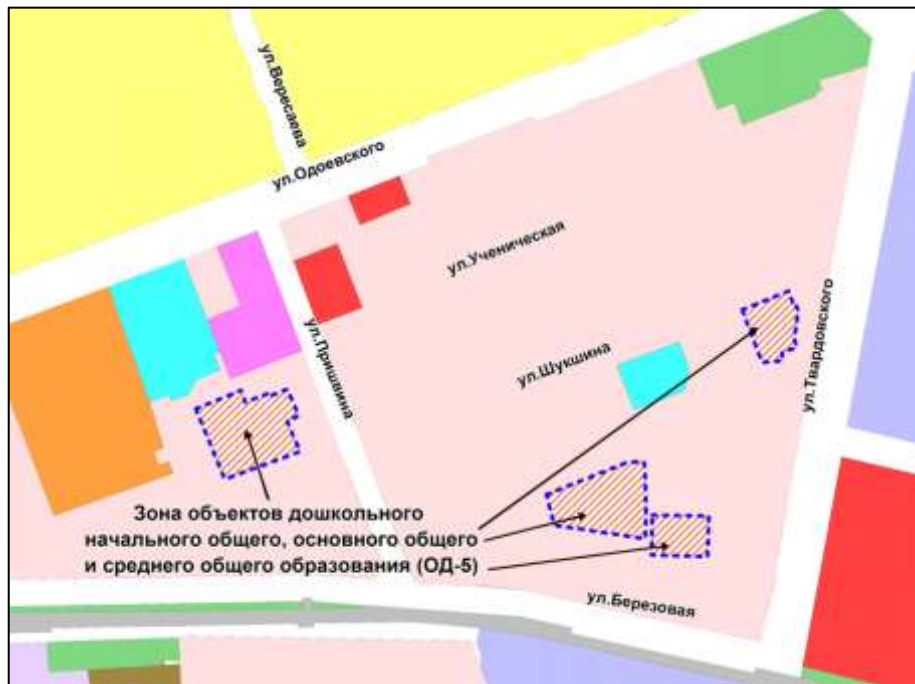 ул.Вересаева
ул.Одоевского
ул.Ученическая
ул.Пришвина
ул.Шукшина
ул.Твардовского
Зона объектов дошкольного
начального общего, основного общего
и среднего общего образования (ОД-5)
ул.Березовая